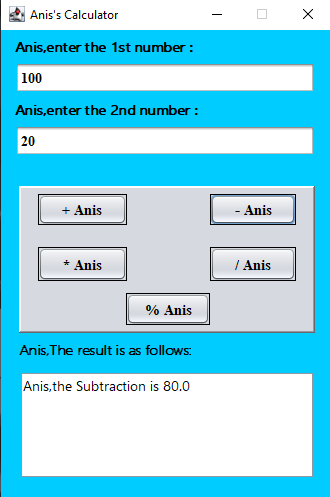 Anis's Calculator
Anis,enter the 1st number :
100
Anis,enter the 2nd number :
20
+ Anis - Anis
* Anis / Anis
% Anis
Anis,The result is as follows:
Anis,the Subtraction is 80.0